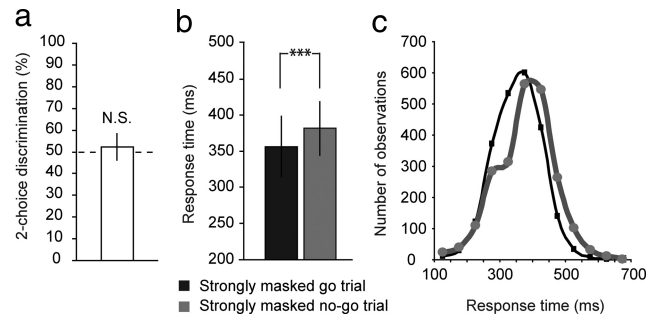 a
2-choice discrimination (%)
100
90
80
70
60
50
40
30
20
10
0
N.S.
b
Response time (ms)
500
450
400
350
300
250
200
***
Strongly masked go trial
Strongly masked no-go trial
c
Number of observations
700
600
500
400
300
200
100
0
100 300 500 700
Response time (ms)